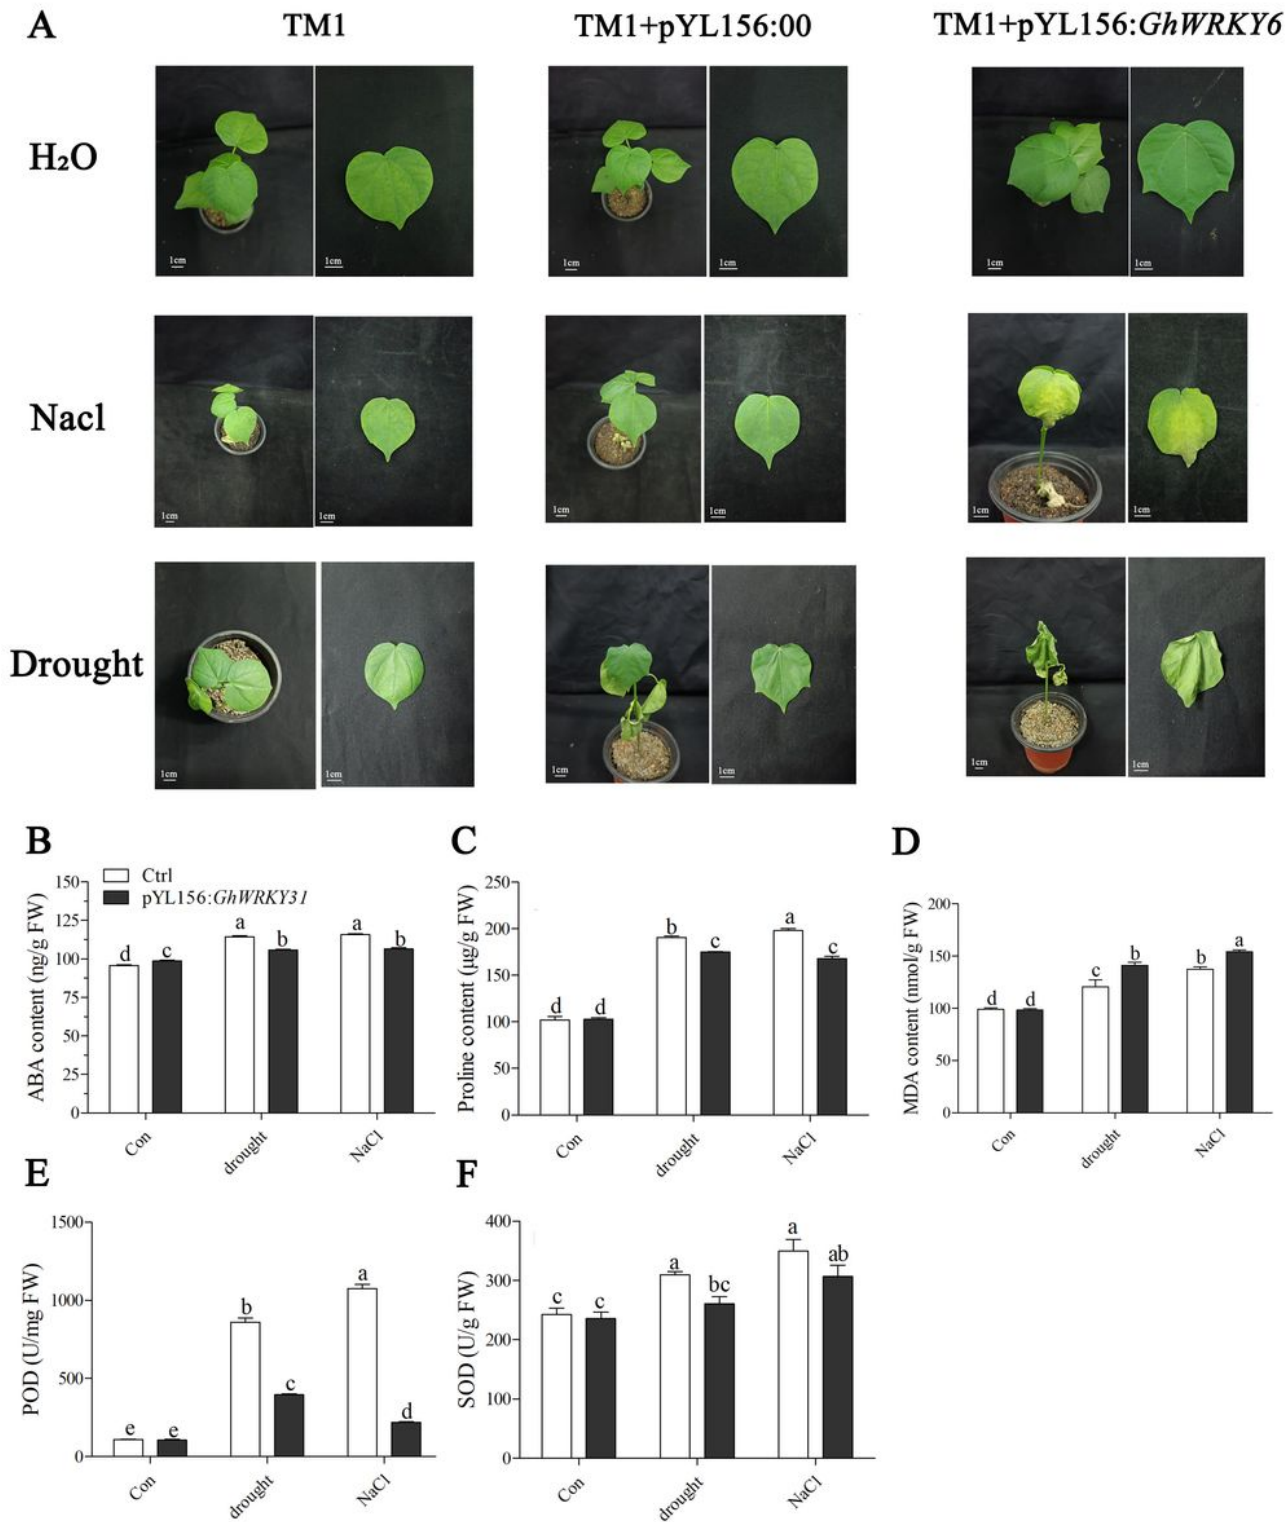 A
TM1
TM1+pYL156:00
TM1+pYL156:GhWRKY6
H₂O
1cm
1cm
1cm
1cm
1cm
1cm
Nacl
1cm
1cm
1cm
1cm
1cm
1cm
Drought
1cm
1cm
1cm
1cm
1cm
1cm
B
Ctrl
pYL156:GhWRKY31
ABA content (ng/g FW)
150
125
100
75
50
25
0
d
c
a
b
a
b
Con
drought
NaCl
C
Proline content (µg/g FW)
250
200
150
100
50
0
d
d
b
c
a
c
Con
drought
NaCl
D
MDA content (nmol/g FW)
200
150
100
50
0
d
d
c
b
b
a
Con
drought
NaCl
E
POD (U/mg FW)
1500
1000
500
0
e
e
b
c
a
d
Con
drought
NaCl
F
SOD (U/g FW)
400
300
200
100
0
c
c
a
bc
a
ab
Con
drought
NaCl